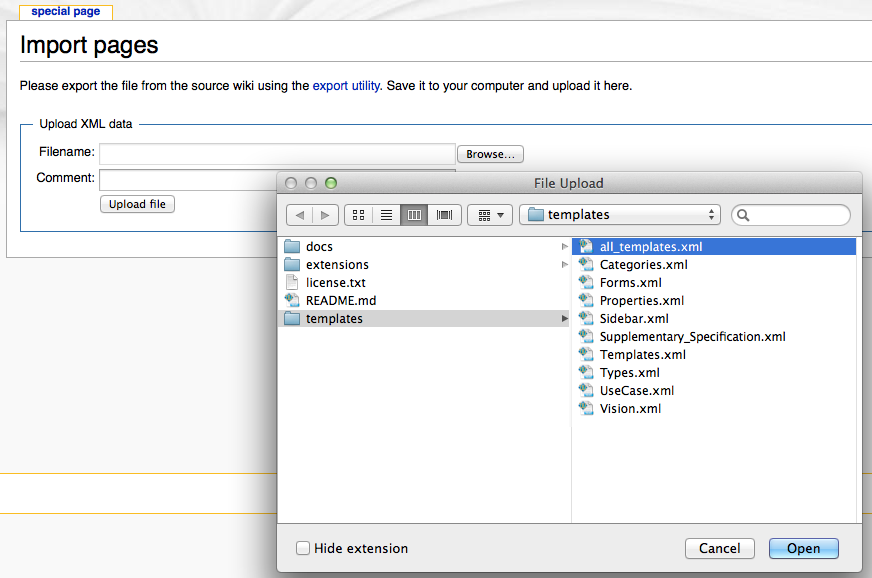 special page
Import pages
Please export the file from the source wiki using the export utility. Save it to your computer and upload it here.
Upload XML data
Filename:
Browse...
Comment:
Upload file
File Upload
templates
docs
extensions
license.txt
README.md
templates
all_templates.xml
Categories.xml
Forms.xml
Properties.xml
Sidebar.xml
Supplementary_Specification.xml
Templates.xml
Types.xml
UseCase.xml
Vision.xml
Hide extension
Cancel
Open